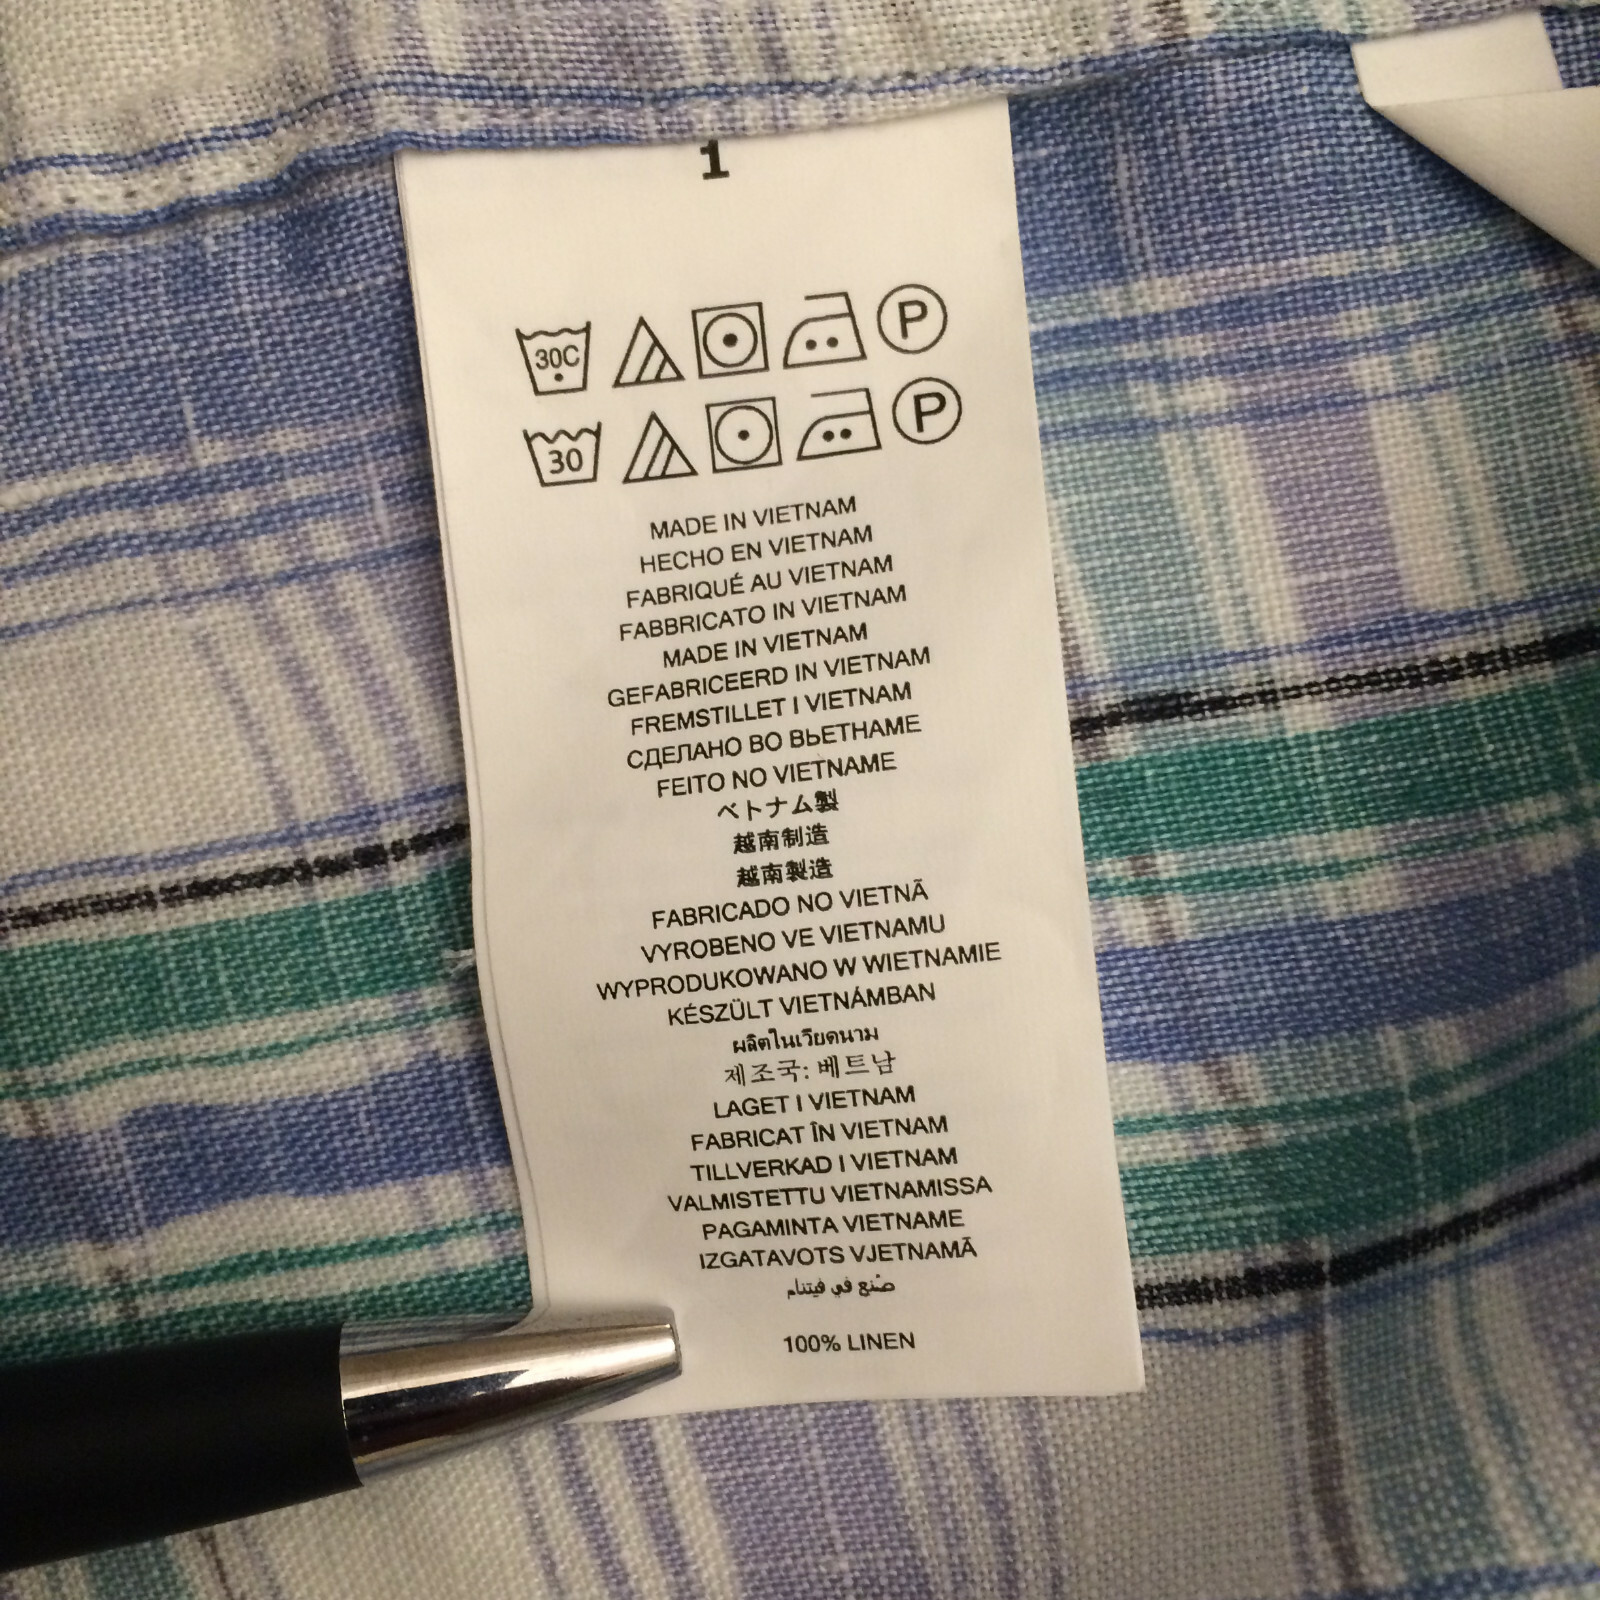 1
30C P
30 P
MADE IN VIETNAM
HECHO EN VIETNAM
FABRIQUÉ AU VIETNAM
FABBRICATO IN VIETNAM
MADE IN VIETNAM
GEFABRICEERD IN VIETNAM
FREMSTILLET I VIETNAM
СДЕЛАНО ВО ВЬЕТНАМЕ
FEITO NO VIETNAME
ベトナム製
越南制造
越南製造
FABRICADO NO VIETNÃ
VYROBENO VE VIETNAMU
WYPRODUKOWANO W WIETNAMIE
KÉSZÜLT VIETNÁMBAN
ผลิตในเวียดนาม
제조국: 베트남
LAGET I VIETNAM
FABRICAT ÎN VIETNAM
TILLVERKAD I VIETNAM
VALMISTETTU VIETNAMISSA
PAGAMINTA VIETNAME
IZGATAVOTS VJETNAMĀ
صُنع في فيتنام
100% LINEN